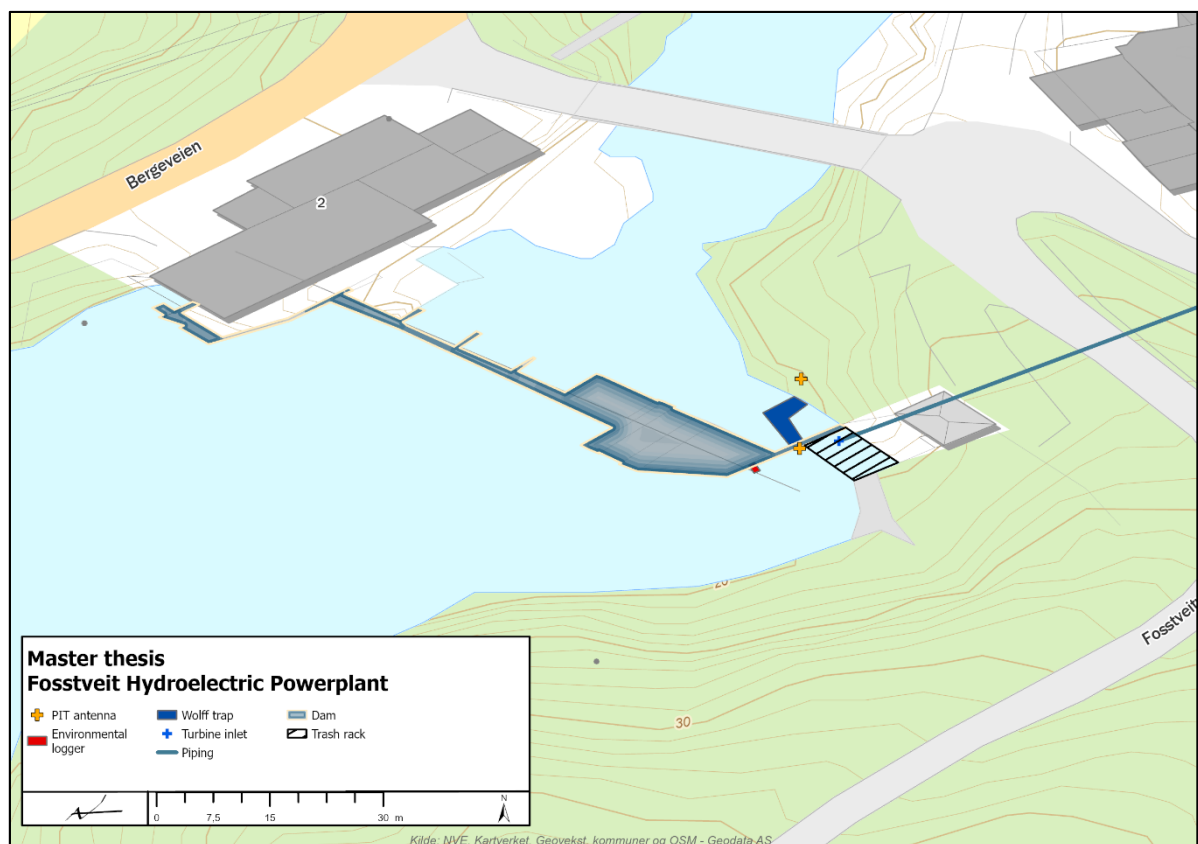 Bergeveien
2
20
30
Fosstveit
Master thesis
Fosstveit Hydroelectric Powerplant
PIT antenna
Wolff trap
Dam
Environmental
logger
Turbine inlet
Trash rack
Piping
0 7,5 15 30 m
N
Kilde: NVE, Kartverket, Geovekst, kommuner og OSM - Geodata AS